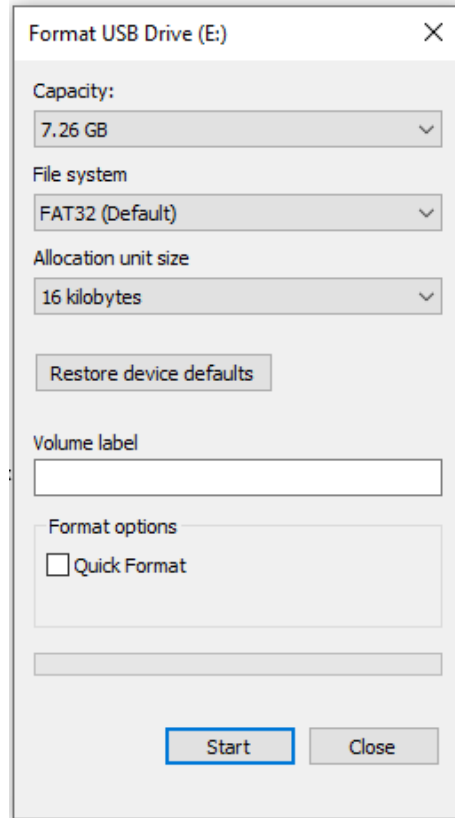 Format USB Drive (E:)
Capacity:
7.26 GB
File system
FAT32 (Default)
Allocation unit size
16 kilobytes
Restore device defaults
Volume label
Format options
Quick Format
Start
Close